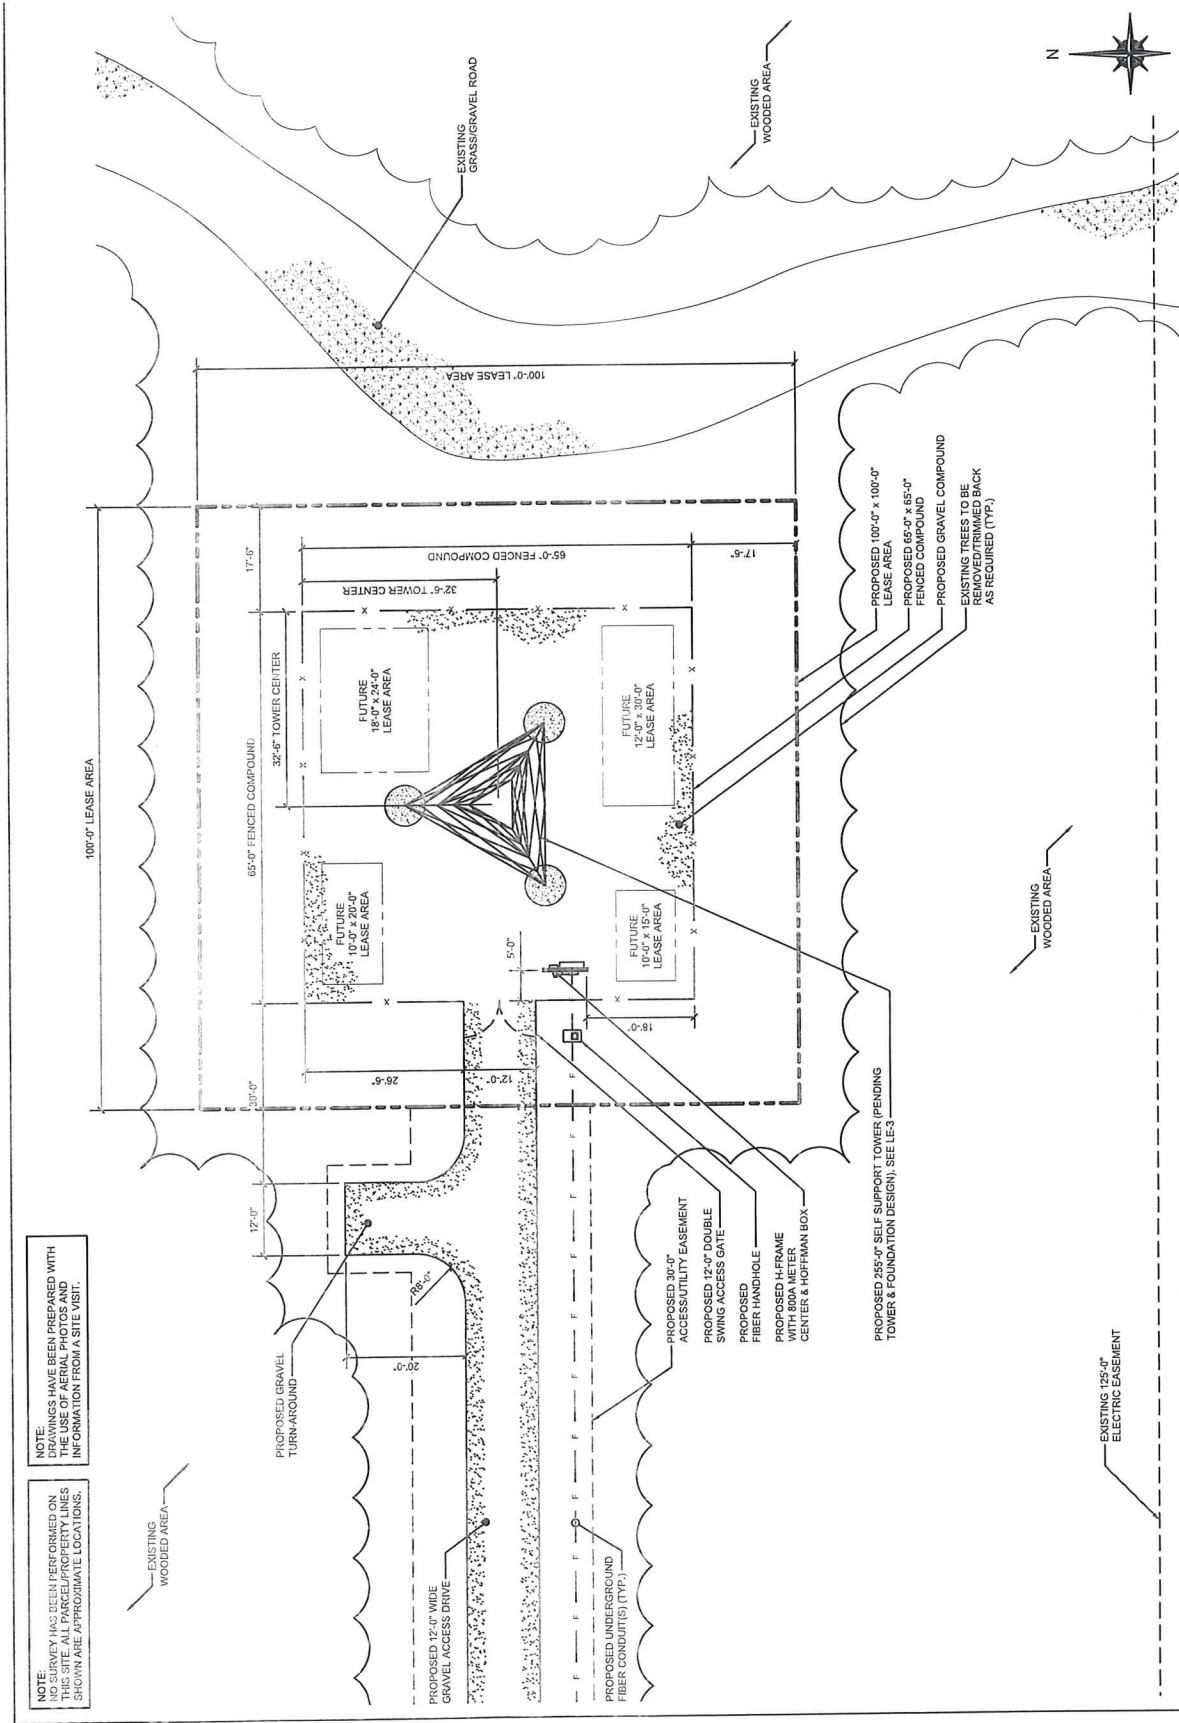 NOTE:
NO SURVEY HAS BEEN PERFORMED ON
THIS SITE. ALL PARCEL/PROPERTY LINES
SHOWN ARE APPROXIMATE LOCATIONS.
NOTE:
DRAWINGS HAVE BEEN PREPARED WITH
THE USE OF AERIAL PHOTOS AND
INFORMATION FROM A SITE VISIT.
EXISTING
WOODED AREA
PROPOSED GRAVEL
TURN-AROUND
100'-0" LEASE AREA
12'-0"
30'-0"
65'-0" FENCED COMPOUND
17'-6"
32'-6" TOWER CENTER
20'-0"
R8'-0"
26'-6"
12'-0"
X
X
X
X
X
X
X
X
X
X
X
X
X
FUTURE
10'-0" x 20'-0"
LEASE AREA
FUTURE
18'-0" x 24'-0"
LEASE AREA
32'-6" TOWER CENTER
65'-0" FENCED COMPOUND
100'-0" LEASE AREA
17'-6"
EXISTING
GRASS/GRAVEL ROAD
EXISTING
WOODED AREA
N
5'-0"
18'-0"
FUTURE
10'-0" x 15'-0"
LEASE AREA
FUTURE
12'-0" x 30'-0"
LEASE AREA
PROPOSED 12'-0" WIDE
GRAVEL ACCESS DRIVE
F
F
F
F
F
F
F
F
PROPOSED UNDERGROUND
FIBER CONDUIT(S) (TYP.)
PROPOSED 30'-0"
ACCESS/UTILITY EASEMENT
PROPOSED 12'-0" DOUBLE
SWING ACCESS GATE
PROPOSED
FIBER HANDHOLE
PROPOSED H-FRAME
WITH 800A METER
CENTER & HOFFMAN BOX
PROPOSED 255'-0" SELF SUPPORT TOWER (PENDING
TOWER & FOUNDATION DESIGN). SEE LE-3
PROPOSED 100'-0" x 100'-0"
LEASE AREA
PROPOSED 65'-0" x 65'-0"
FENCED COMPOUND
PROPOSED GRAVEL COMPOUND
EXISTING TREES TO BE
REMOVED/TRIMMED BACK
AS REQUIRED (TYP.)
EXISTING
WOODED AREA
EXISTING 125'-0"
ELECTRIC EASEMENT